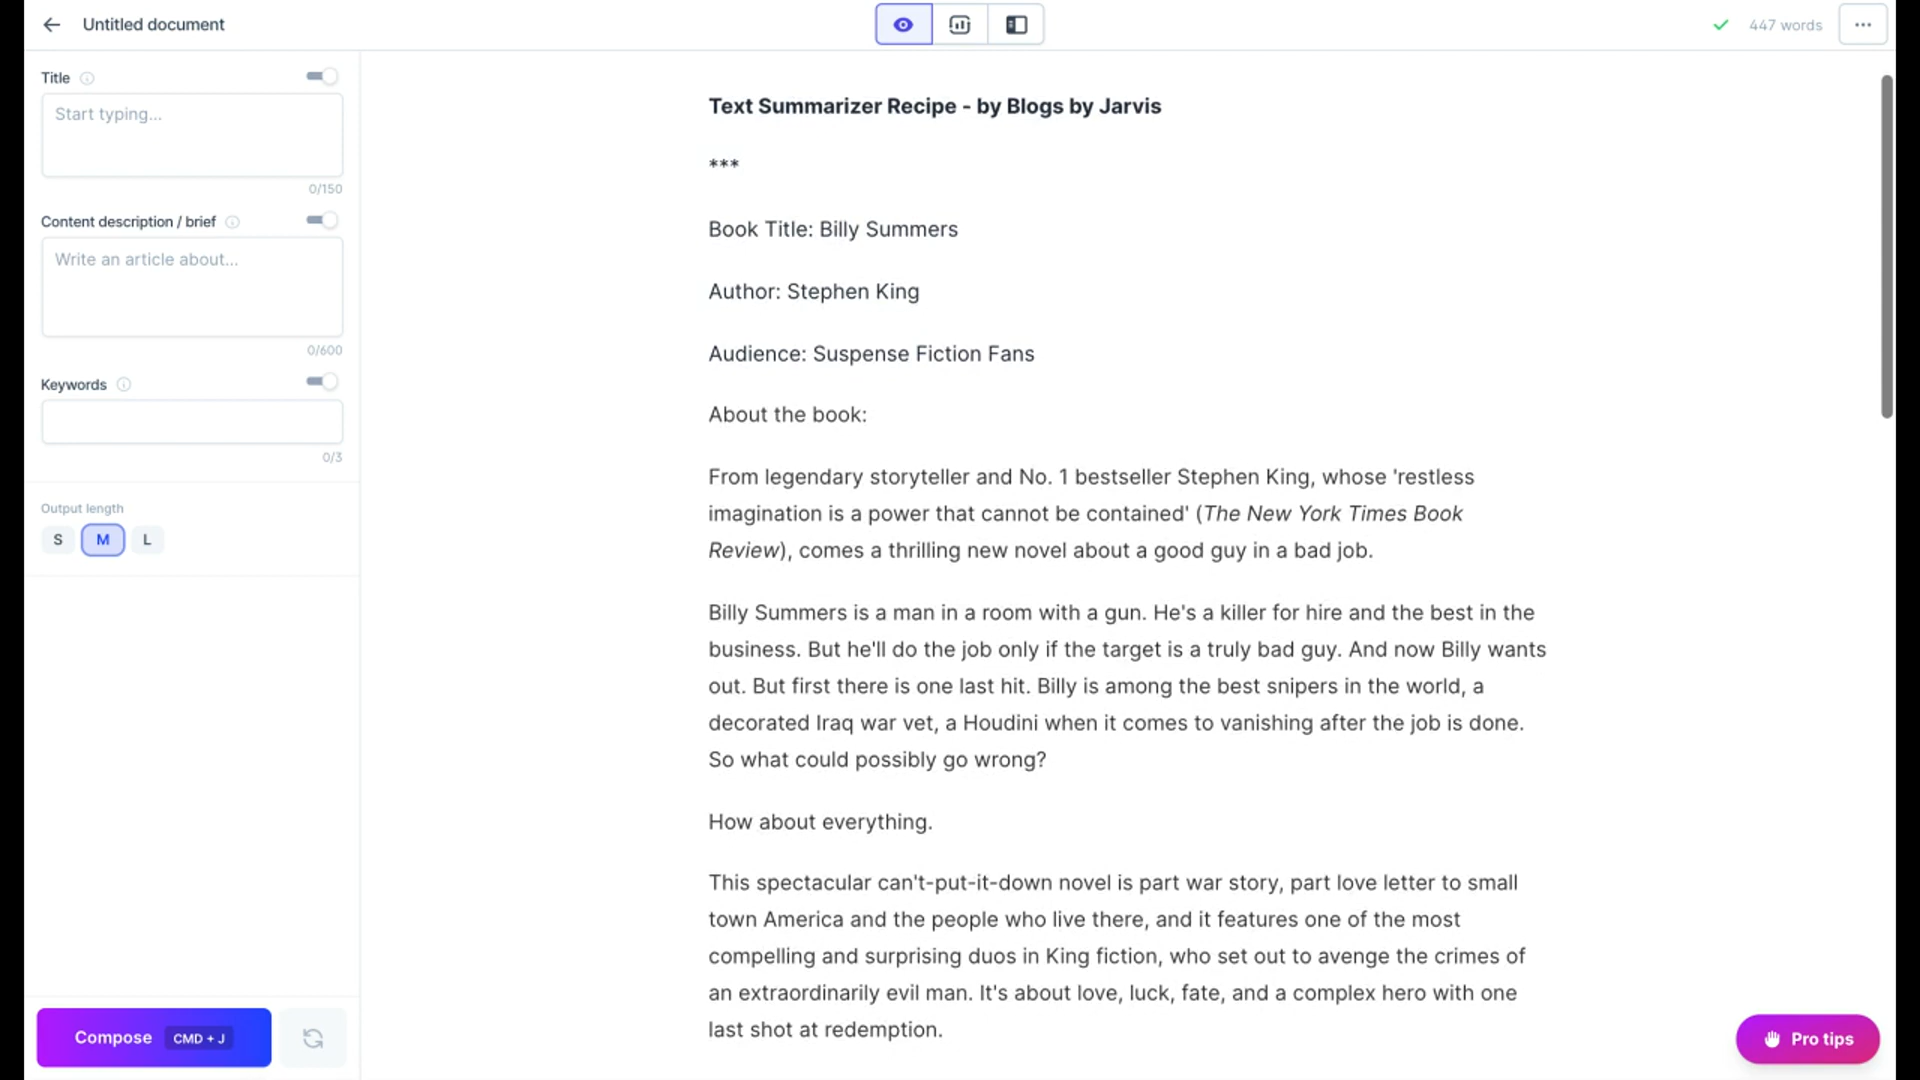 Untitled document
447 words
Title
Start typing...
0/150
Content description / brief
Write an article about...
0/600
Keywords
0/3
Output length
S M L
Compose CMD + J
Text Summarizer Recipe - by Blogs by Jarvis
***
Book Title: Billy Summers
Author: Stephen King
Audience: Suspense Fiction Fans
About the book:
From legendary storyteller and No. 1 bestseller Stephen King, whose 'restless
imagination is a power that cannot be contained' (The New York Times Book
Review), comes a thrilling new novel about a good guy in a bad job.
Billy Summers is a man in a room with a gun. He's a killer for hire and the best in the
business. But he'll do the job only if the target is a truly bad guy. And now Billy wants
out. But first there is one last hit. Billy is among the best snipers in the world, a
decorated Iraq war vet, a Houdini when it comes to vanishing after the job is done.
So what could possibly go wrong?
How about everything.
This spectacular can't-put-it-down novel is part war story, part love letter to small
town America and the people who live there, and it features one of the most
compelling and surprising duos in King fiction, who set out to avenge the crimes of
an extraordinarily evil man. It's about love, luck, fate, and a complex hero with one
last shot at redemption.
Pro tips